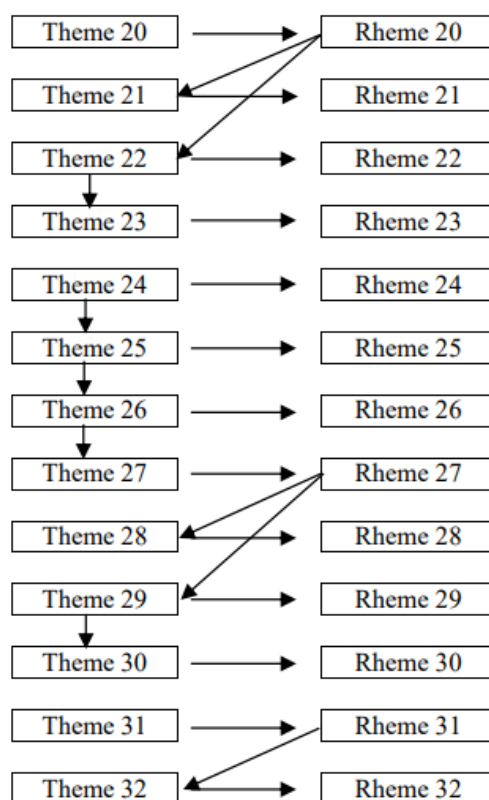 Theme 20 Rheme 20
Theme 21 Rheme 21
Theme 22 Rheme 22
Theme 23 Rheme 23
Theme 24 Rheme 24
Theme 25 Rheme 25
Theme 26 Rheme 26
Theme 27 Rheme 27
Theme 28 Rheme 28
Theme 29 Rheme 29
Theme 30 Rheme 30
Theme 31 Rheme 31
Theme 32 Rheme 32